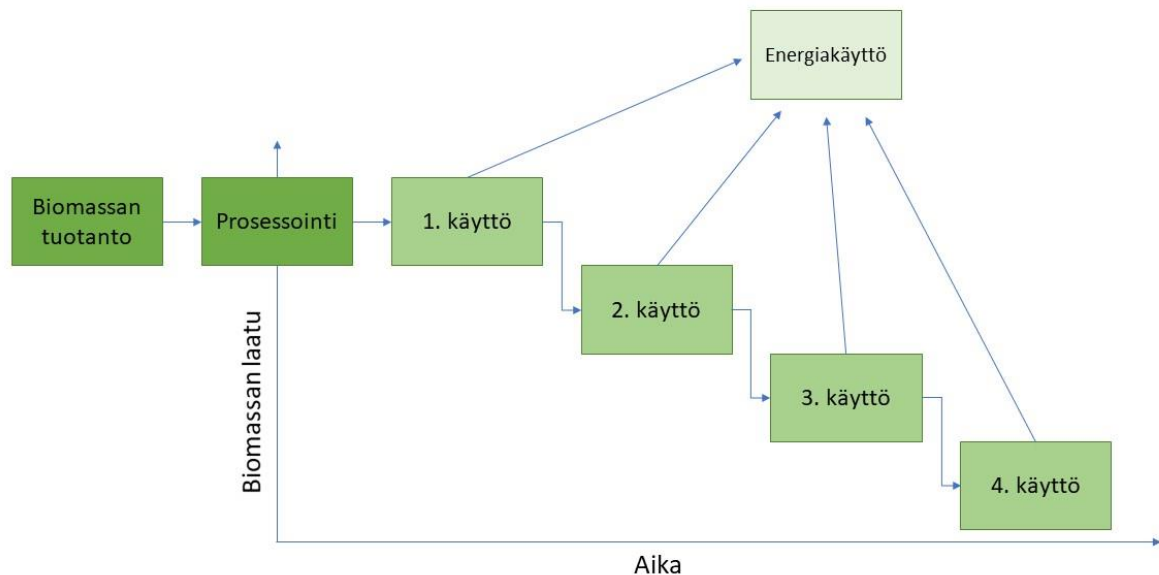 Energiakäyttö
Biomassan
tuotanto
Prosessointi
1. käyttö
2. käyttö
3. käyttö
4. käyttö
Biomassan laatu
Aika